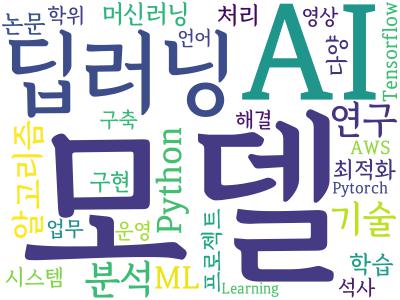 논문
학위
머신러닝
처리
영상
Tensorflow
딥러닝
언어
AI
다양
구축
해결
연구
AWS
알고리즘
구현
Python
모델
최적화
Pytorch
업무
운영
프로젝트
기술
시스템
분석
ML
Learning
학습
석사